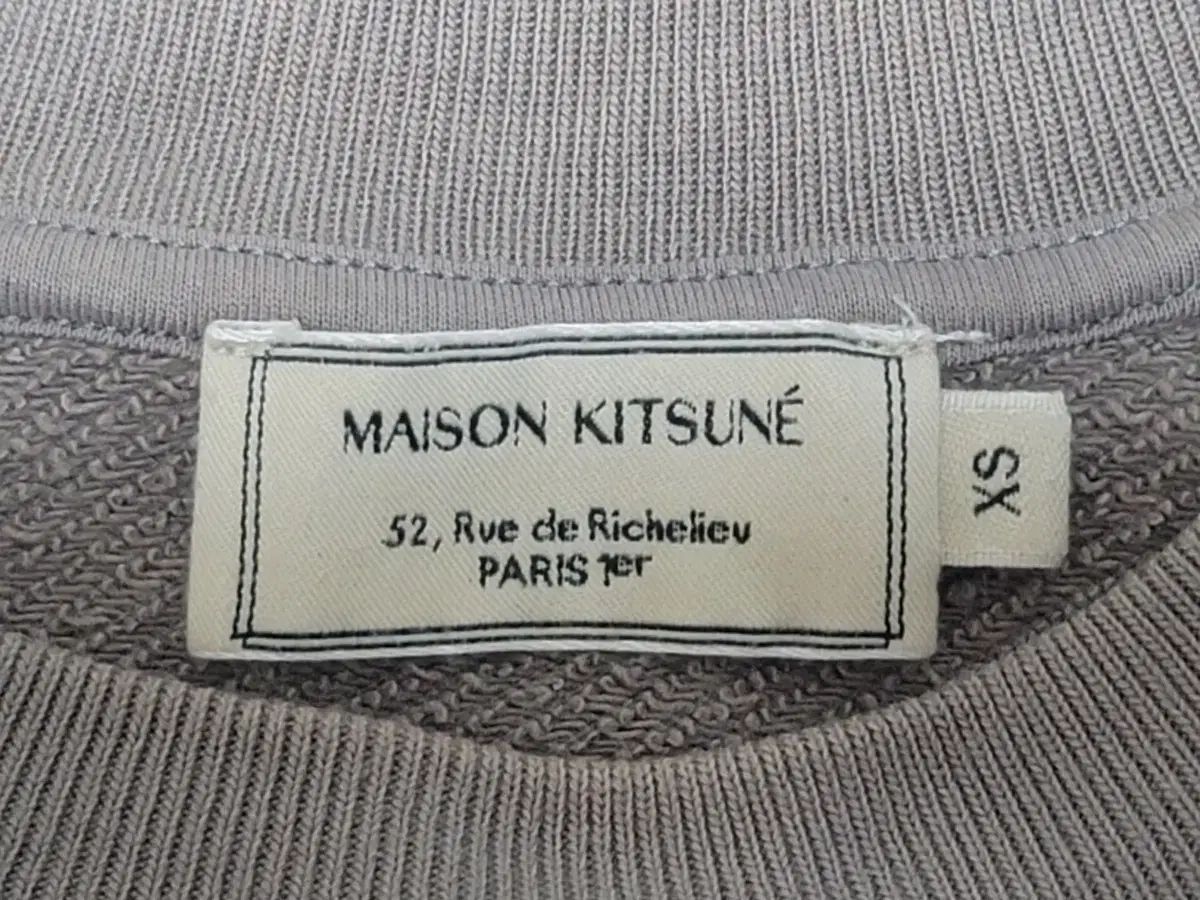 MAISON KITSUNÉ
52, Rue de Richelieu
PARIS 1er
XS